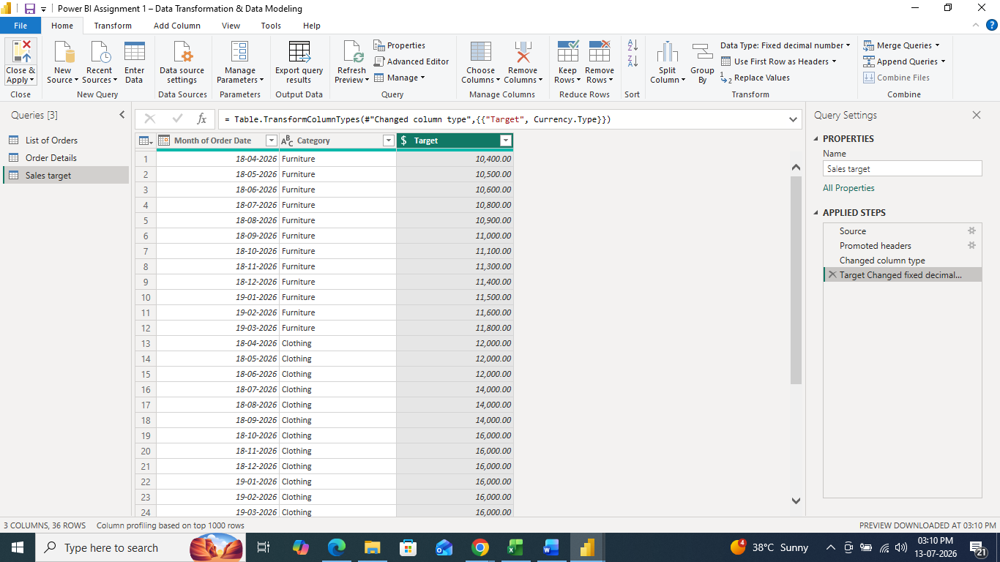 Power BI Assignment 1 – Data Transformation & Data Modeling
File Home Transform Add Column View Tools Help
Close & Apply
Close
New Source
Recent Sources
Enter Data
New Query
Data source settings
Data Sources
Manage Parameters
Parameters
Export query results
Output Data
Refresh Preview
Properties
Advanced Editor
Manage
Query
Choose Columns
Remove Columns
Manage Columns
Keep Rows
Remove Rows
Reduce Rows
Sort
Split Column
Group By
Data Type: Fixed decimal number
Use First Row as Headers
Replace Values
Transform
Merge Queries
Append Queries
Combine Files
Combine
Queries [3]
List of Orders
Order Details
Sales target
fx = Table.TransformColumnTypes(#"Changed column type",{{"Target", Currency.Type}})
Month of Order Date ABC Category $ Target
1 18-04-2026 Furniture 10,400.00
2 18-05-2026 Furniture 10,500.00
3 18-06-2026 Furniture 10,600.00
4 18-07-2026 Furniture 10,800.00
5 18-08-2026 Furniture 10,900.00
6 18-09-2026 Furniture 11,000.00
7 18-10-2026 Furniture 11,100.00
8 18-11-2026 Furniture 11,300.00
9 18-12-2026 Furniture 11,400.00
10 19-01-2026 Furniture 11,500.00
11 19-02-2026 Furniture 11,600.00
12 19-03-2026 Furniture 11,800.00
13 18-04-2026 Clothing 12,000.00
14 18-05-2026 Clothing 12,000.00
15 18-06-2026 Clothing 12,000.00
16 18-07-2026 Clothing 14,000.00
17 18-08-2026 Clothing 14,000.00
18 18-09-2026 Clothing 14,000.00
19 18-10-2026 Clothing 16,000.00
20 18-11-2026 Clothing 16,000.00
21 18-12-2026 Clothing 16,000.00
22 19-01-2026 Clothing 16,000.00
23 19-02-2026 Clothing 16,000.00
24 19-03-2026 Clothing 16,000.00
Query Settings
PROPERTIES
Name
Sales target
All Properties
APPLIED STEPS
Source
Promoted headers
Changed column type
Target Changed fixed decimal...
3 COLUMNS, 36 ROWS Column profiling based on top 1000 rows
PREVIEW DOWNLOADED AT 03:10 PM
Type here to search
4
38°C Sunny
03:10 PM
13-07-2026
21